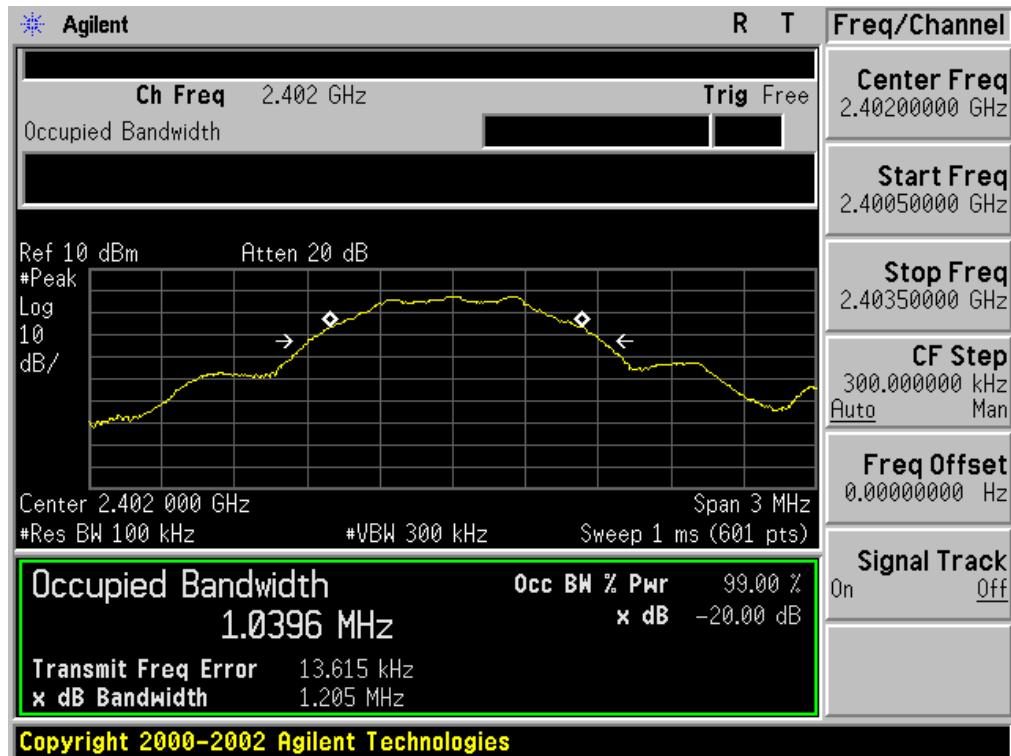 Agilent R T
Ch Freq 2.402 GHz Trig Free
Occupied Bandwidth
Ref 10 dBm Atten 20 dB
#Peak
Log
10
dB/
Center 2.402 000 GHz Span 3 MHz
#Res BW 100 kHz #VBW 300 kHz Sweep 1 ms (601 pts)
Occupied Bandwidth Occ BW % Pwr 99.00 %
1.0396 MHz x dB -20.00 dB
Transmit Freq Error 13.615 kHz
x dB Bandwidth 1.205 MHz
Copyright 2000-2002 Agilent Technologies
Freq/Channel
Center Freq
2.40200000 GHz
Start Freq
2.40050000 GHz
Stop Freq
2.40350000 GHz
CF Step
300.000000 kHz
Auto Man
Freq Offset
0.00000000 Hz
Signal Track
On Off